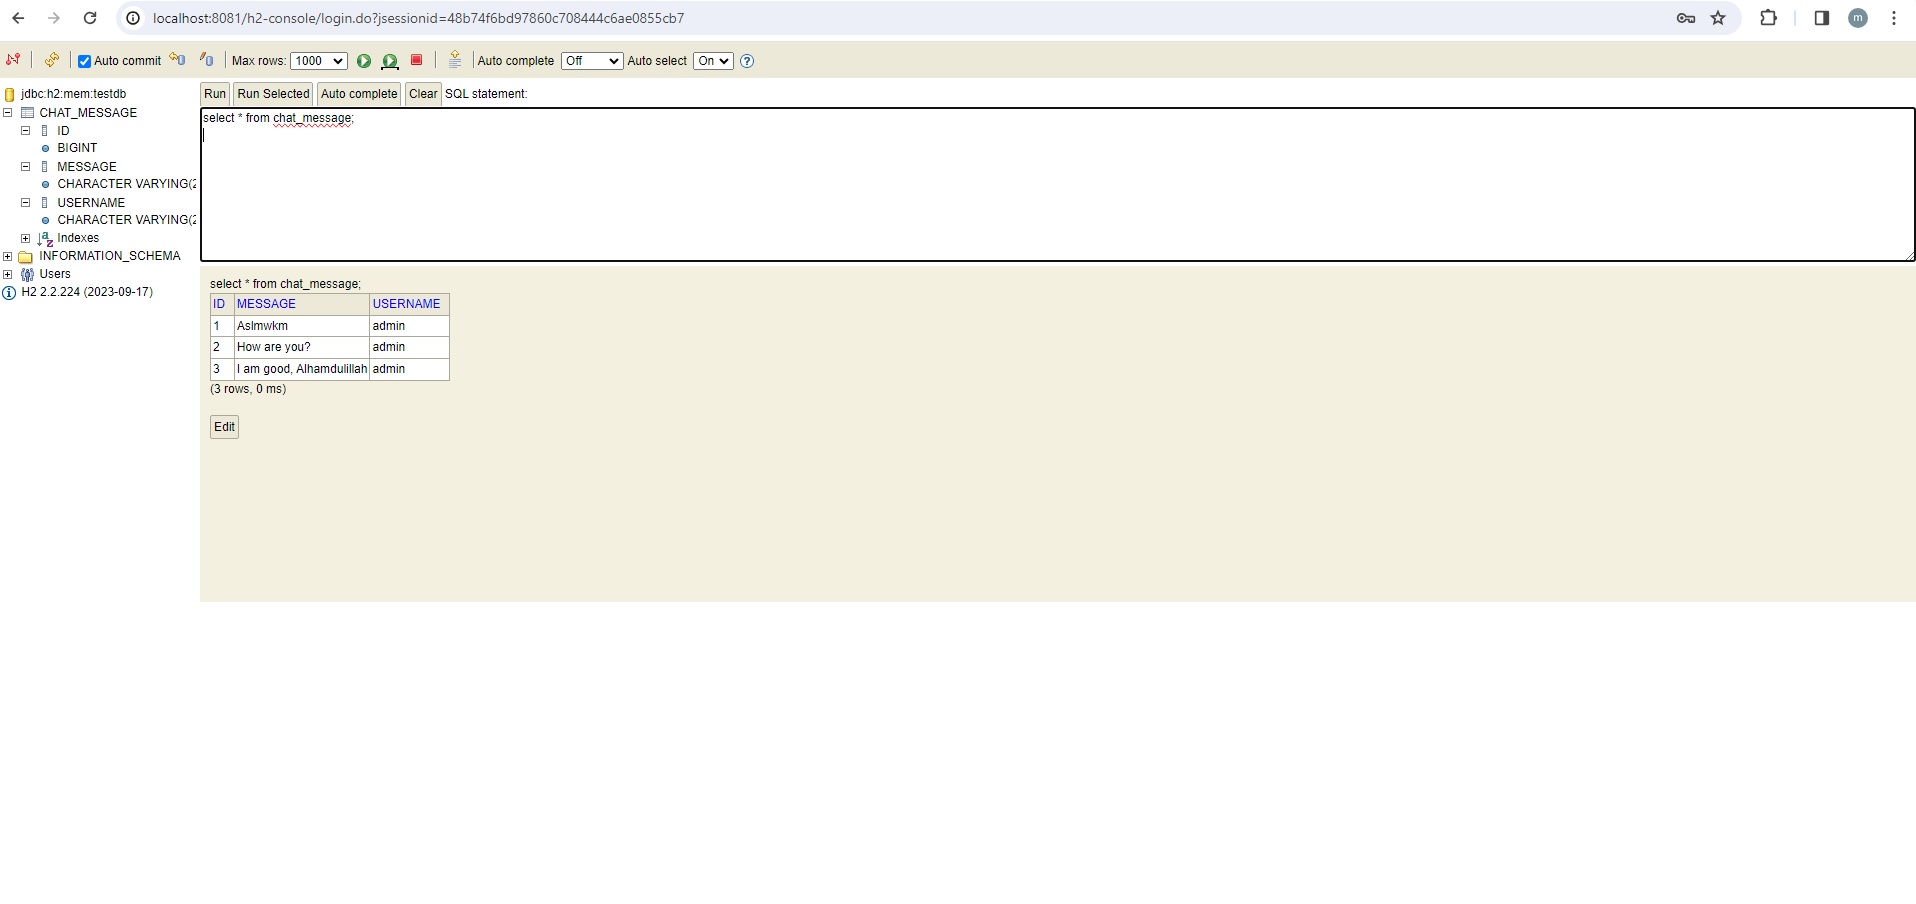 localhost:8081/h2-console/login.do?jsessionid=48b74f6bd97860c708444c6ae0855cb7
m
Auto commit Max rows: 1000 Auto complete Off Auto select On
jdbc:h2:mem:testdb
CHAT_MESSAGE
ID
BIGINT
MESSAGE
CHARACTER VARYING(2
USERNAME
CHARACTER VARYING(2
Indexes
INFORMATION_SCHEMA
Users
H2 2.2.224 (2023-09-17)
Run Run Selected Auto complete Clear SQL statement:
select * from chat_message;
select * from chat_message;
ID MESSAGE USERNAME
1 Aslmwkm admin
2 How are you? admin
3 I am good, Alhamdulillah admin
(3 rows, 0 ms)
Edit